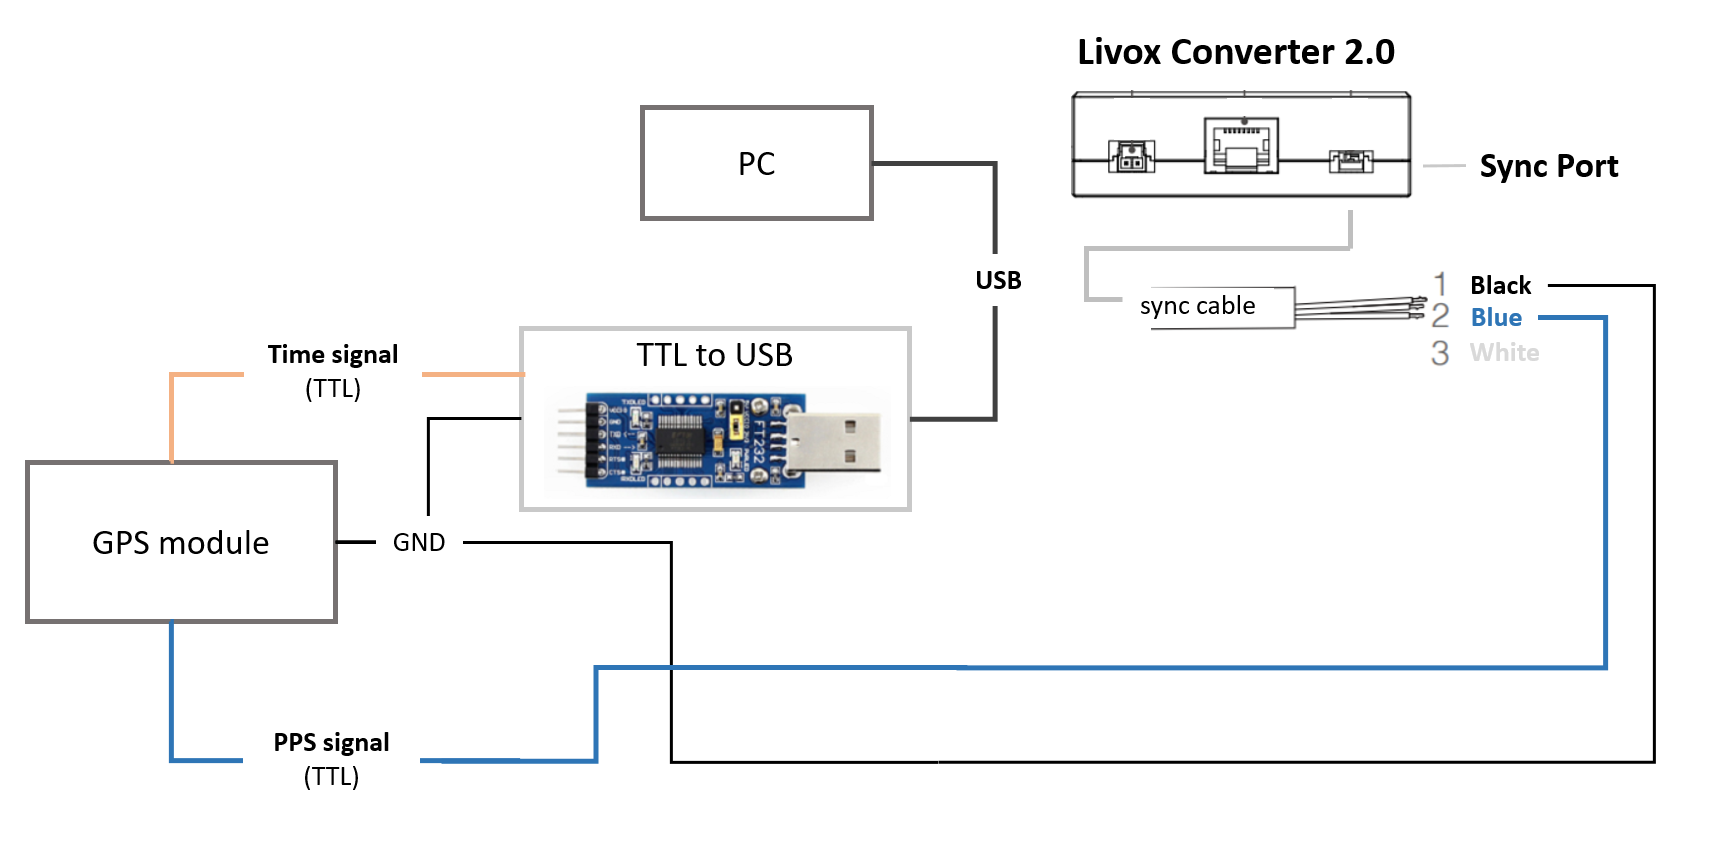 Livox Converter 2.0
PC
Sync Port
USB
1 Black
sync cable
2 Blue
3 White
Time signal
(TTL)
TTL to USB
GND
FT232
GPS module
GND
PPS signal
(TTL)